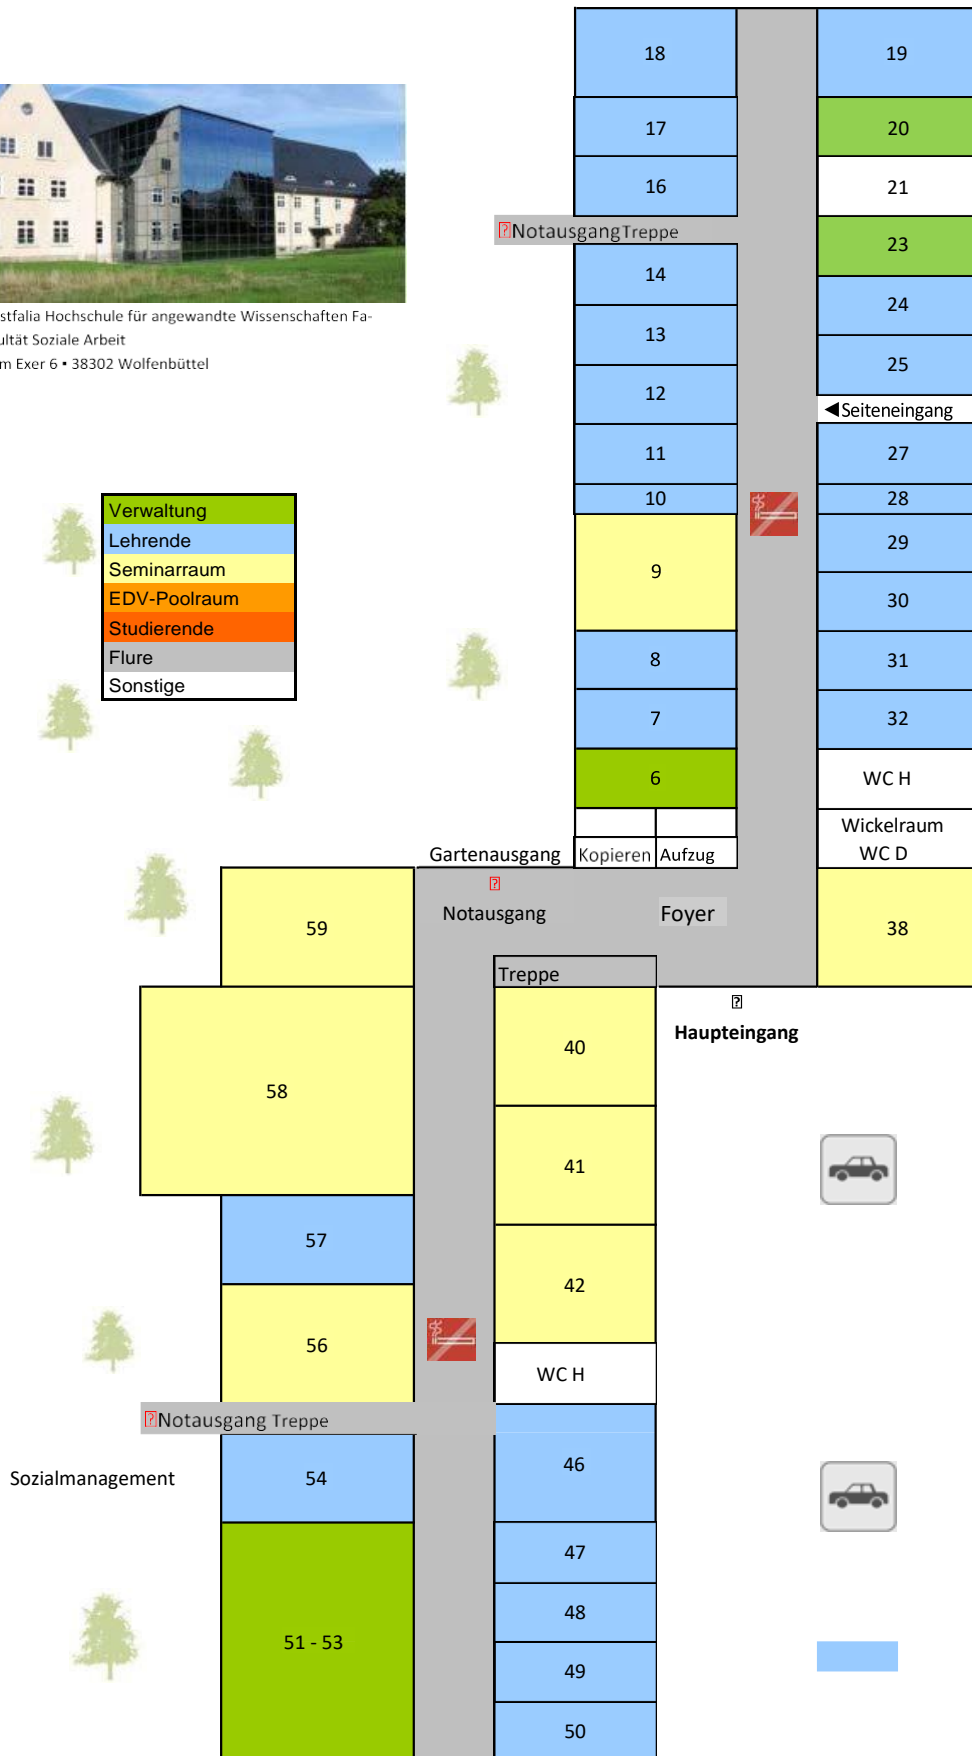 18
19
17
20
16
21
Notausgang Treppe
23
14
24
13
25
12
◄Seiteneingang
11
27
10
28
9
29
30
8
31
7
32
6
WC H
Wickelraum
WC D
Gartenausgang
Kopieren
Aufzug
Notausgang
Foyer
38
59
Treppe
Haupteingang
40
58
41
57
42
56
WC H
Notausgang Treppe
46
Sozialmanagement
54
47
48
51 - 53
49
50
stfalia Hochschule für angewandte Wissenschaften Fa-
ultät Soziale Arbeit
m Exer 6 ▪ 38302 Wolfenbüttel
Verwaltung
Lehrende
Seminarraum
EDV-Poolraum
Studierende
Flure
Sonstige